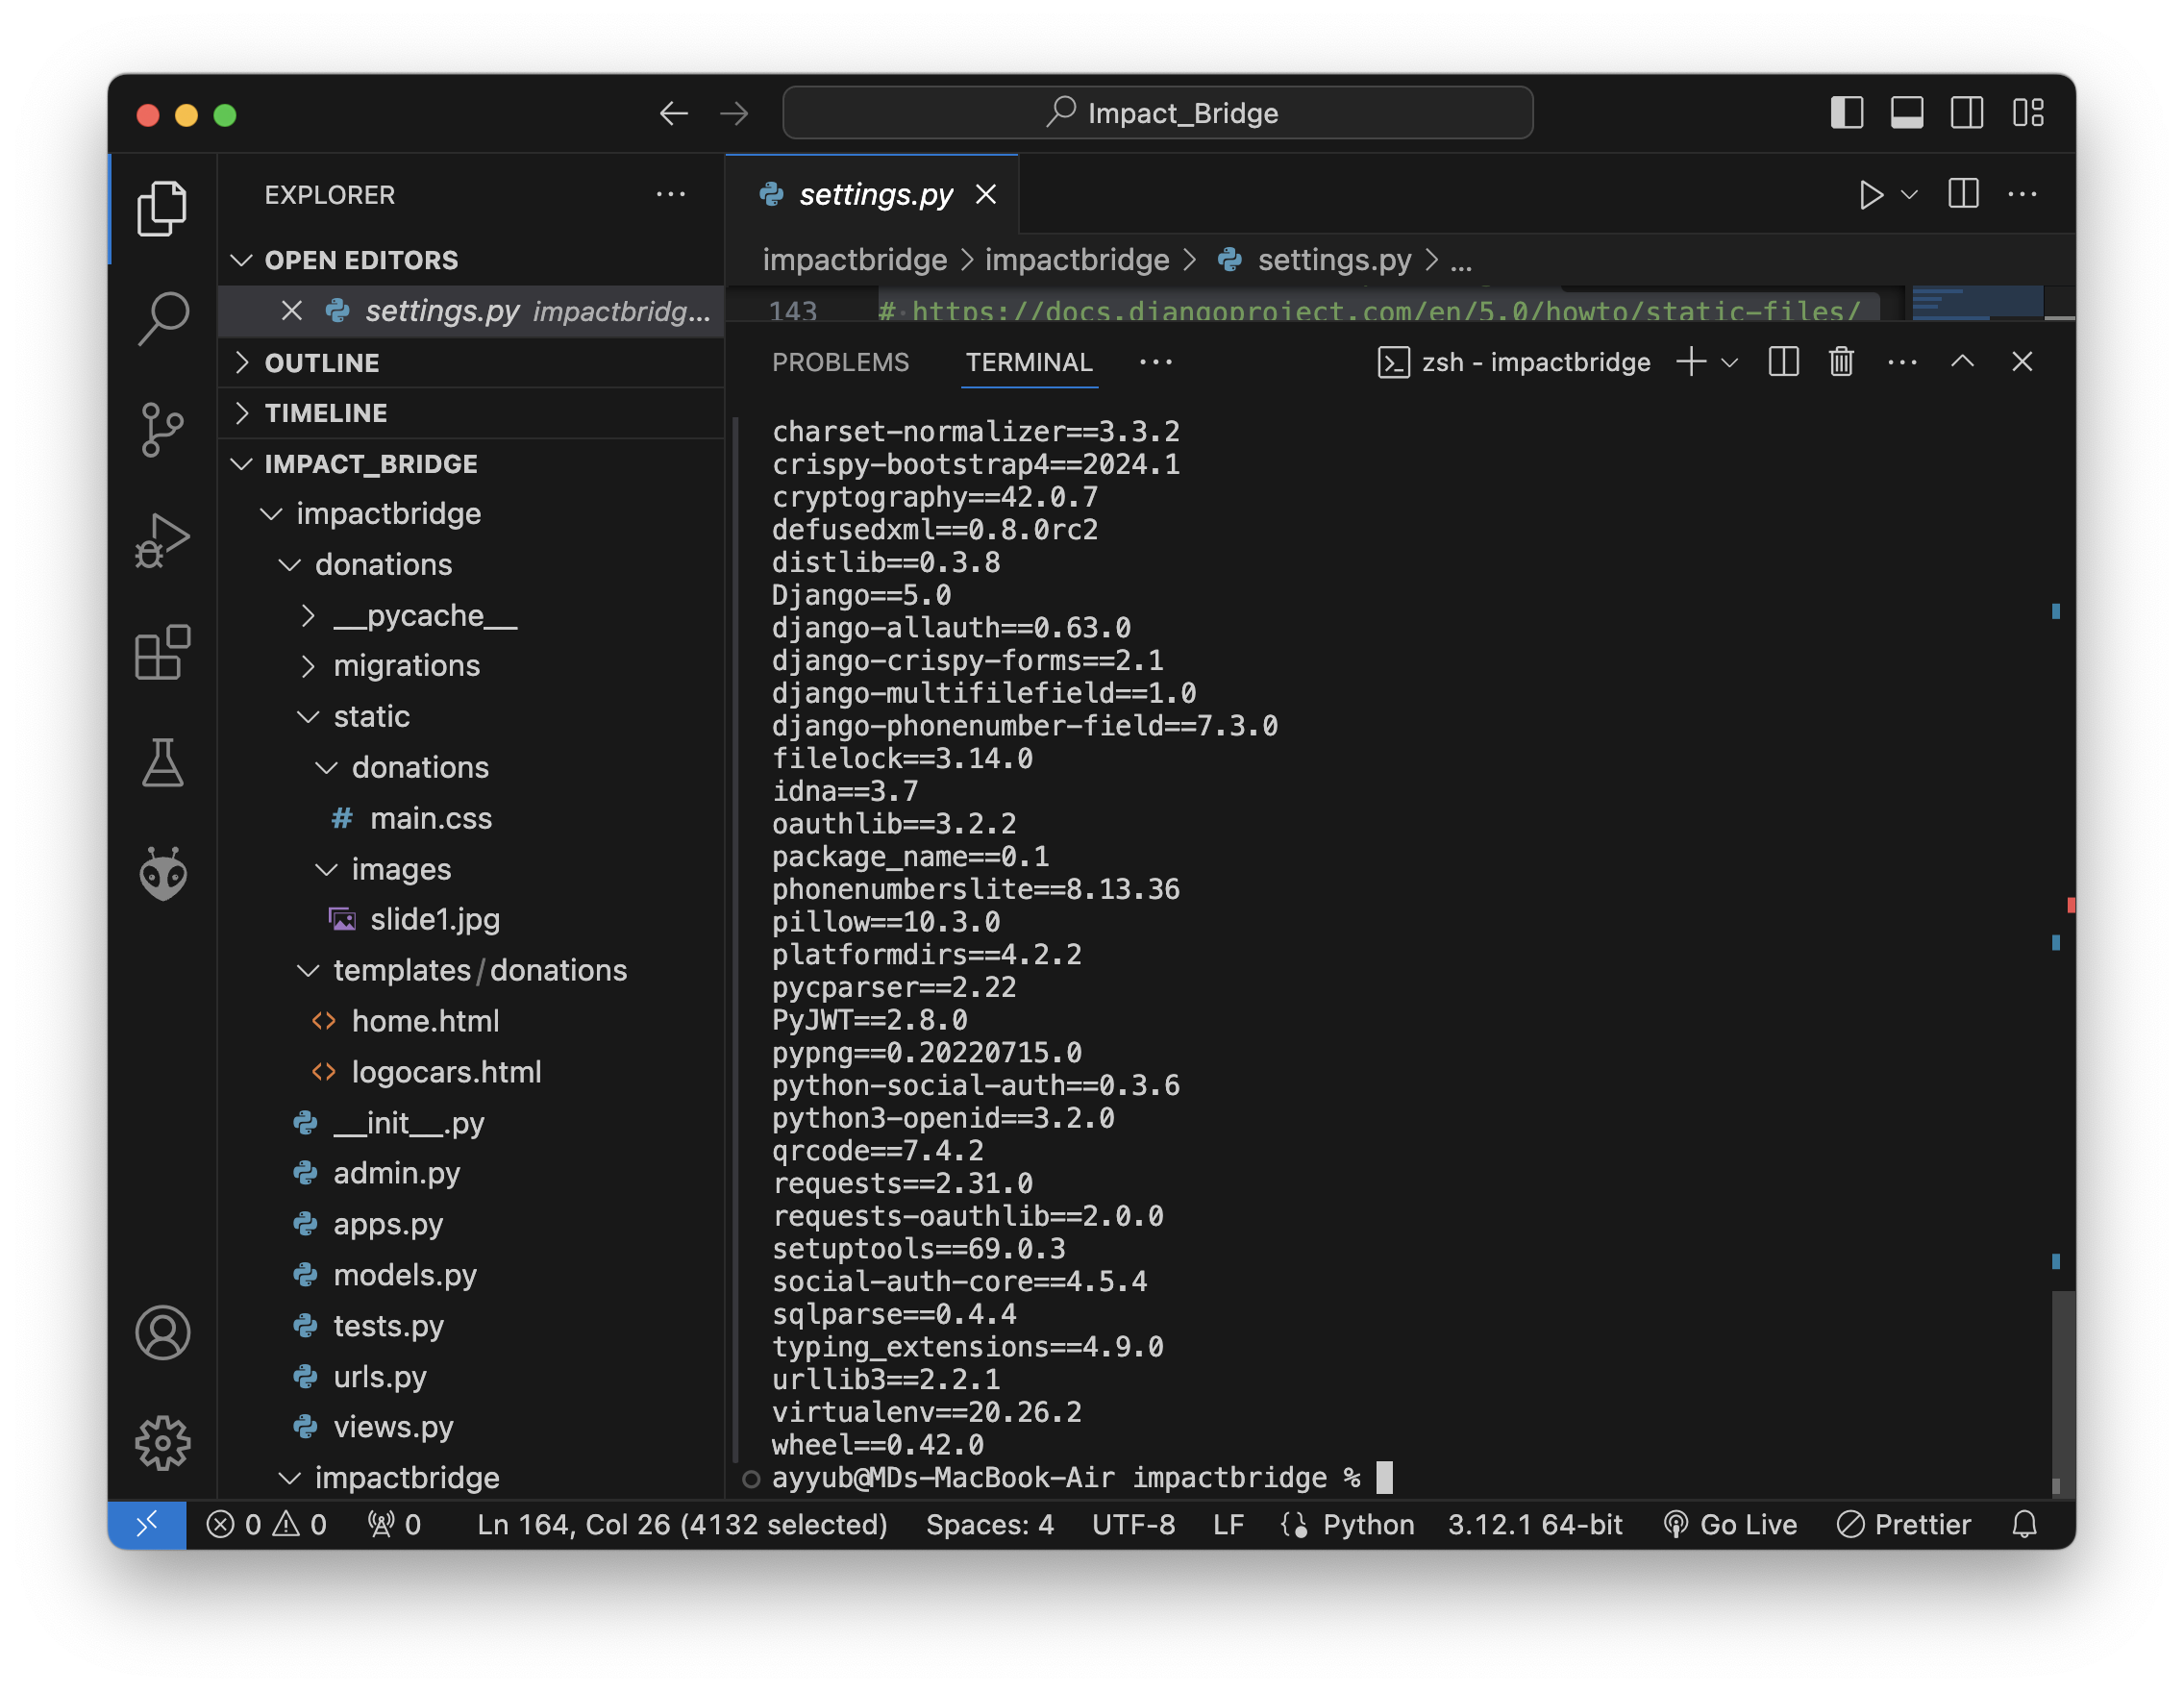 Impact_Bridge
EXPLORER
OPEN EDITORS
settings.py impactbridg...
OUTLINE
TIMELINE
IMPACT_BRIDGE
impactbridge
donations
__pycache__
migrations
static
donations
# main.css
images
slide1.jpg
templates/donations
<> home.html
<> logocars.html
__init__.py
admin.py
apps.py
models.py
tests.py
urls.py
views.py
impactbridge
settings.py
impactbridge > impactbridge > settings.py > ...
143 # https://docs.djangoproject.com/en/5.0/howto/static-files/
PROBLEMS TERMINAL ... zsh - impactbridge
charset-normalizer==3.3.2
crispy-bootstrap4==2024.1
cryptography==42.0.7
defusedxml==0.8.0rc2
distlib==0.3.8
Django==5.0
django-allauth==0.63.0
django-crispy-forms==2.1
django-multifilefield==1.0
django-phonenumber-field==7.3.0
filelock==3.14.0
idna==3.7
oauthlib==3.2.2
package_name==0.1
phonenumberslite==8.13.36
pillow==10.3.0
platformdirs==4.2.2
pycparser==2.22
PyJWT==2.8.0
pypng==0.20220715.0
python-social-auth==0.3.6
python3-openid==3.2.0
qrcode==7.4.2
requests==2.31.0
requests-oauthlib==2.0.0
setuptools==69.0.3
social-auth-core==4.5.4
sqlparse==0.4.4
typing_extensions==4.9.0
urllib3==2.2.1
virtualenv==20.26.2
wheel==0.42.0
ayyub@MDs-MacBook-Air impactbridge %
0 0 0 Ln 164, Col 26 (4132 selected) Spaces: 4 UTF-8 LF Python 3.12.1 64-bit Go Live Prettier